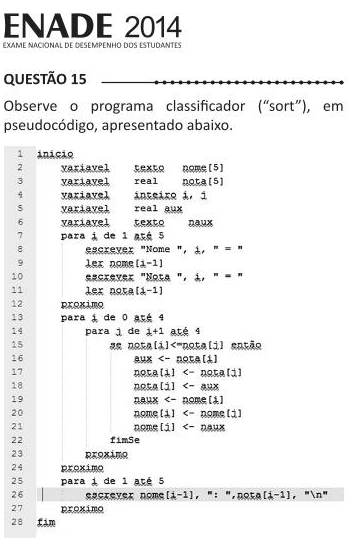 ENADE 2014
EXAME NACIONAL DE DESEMPENHO DOS ESTUDANTES
QUESTÃO 15
Observe o programa classificador (“sort”), em
pseudocódigo, apresentado abaixo.
1 inicio
2 variavel texto nome[5]
3 variavel real nota[5]
4 variavel inteiro i, j
5 variavel real aux
6 variavel texto naux
7 para i de 1 até 5
8 escrever "Nome ", i, " = "
9 ler nome[i-1]
10 escrever "Nota ", i, " = "
11 ler nota[i-1]
12 proximo
13 para i de 0 até 4
14 para j de i+1 até 4
15 se nota[i]<=nota[j] então
16 aux <- nota[i]
17 nota[i] <- nota[j]
18 nota[j] <- aux
19 naux <- nome[i]
20 nome[i] <- nome[j]
21 nome[j] <- naux
22 fimSe
23 proximo
24 proximo
25 para i de 1 até 5
26 escrever nome[i-1], ": ",nota[i-1], "\n"
27 proximo
28 fim